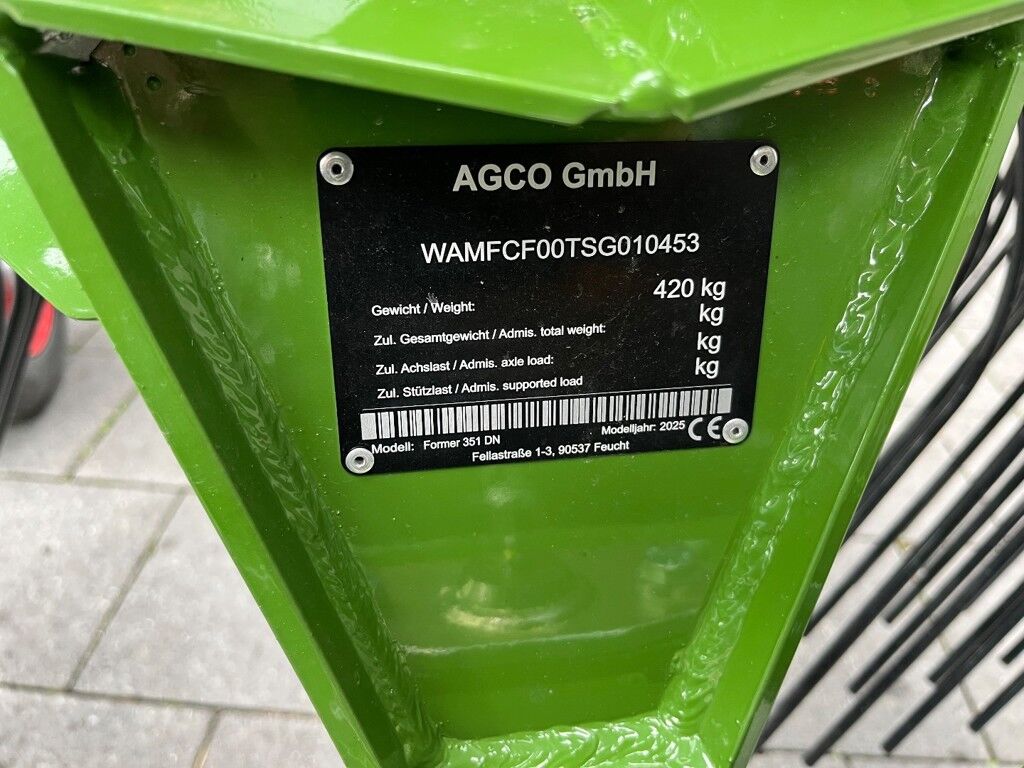 AGCO GmbH
WAMFCF00TSG010453
Gewicht / Weight: 420 kg
Zul. Gesamtgewicht / Admis. total weight: kg
Zul. Achslast / Admis. axle load: kg
Zul. Stützlast / Admis. supported load kg
Modell: Former 351 DN Modelljahr: 2025 CE
Fellastraße 1-3, 90537 Feucht